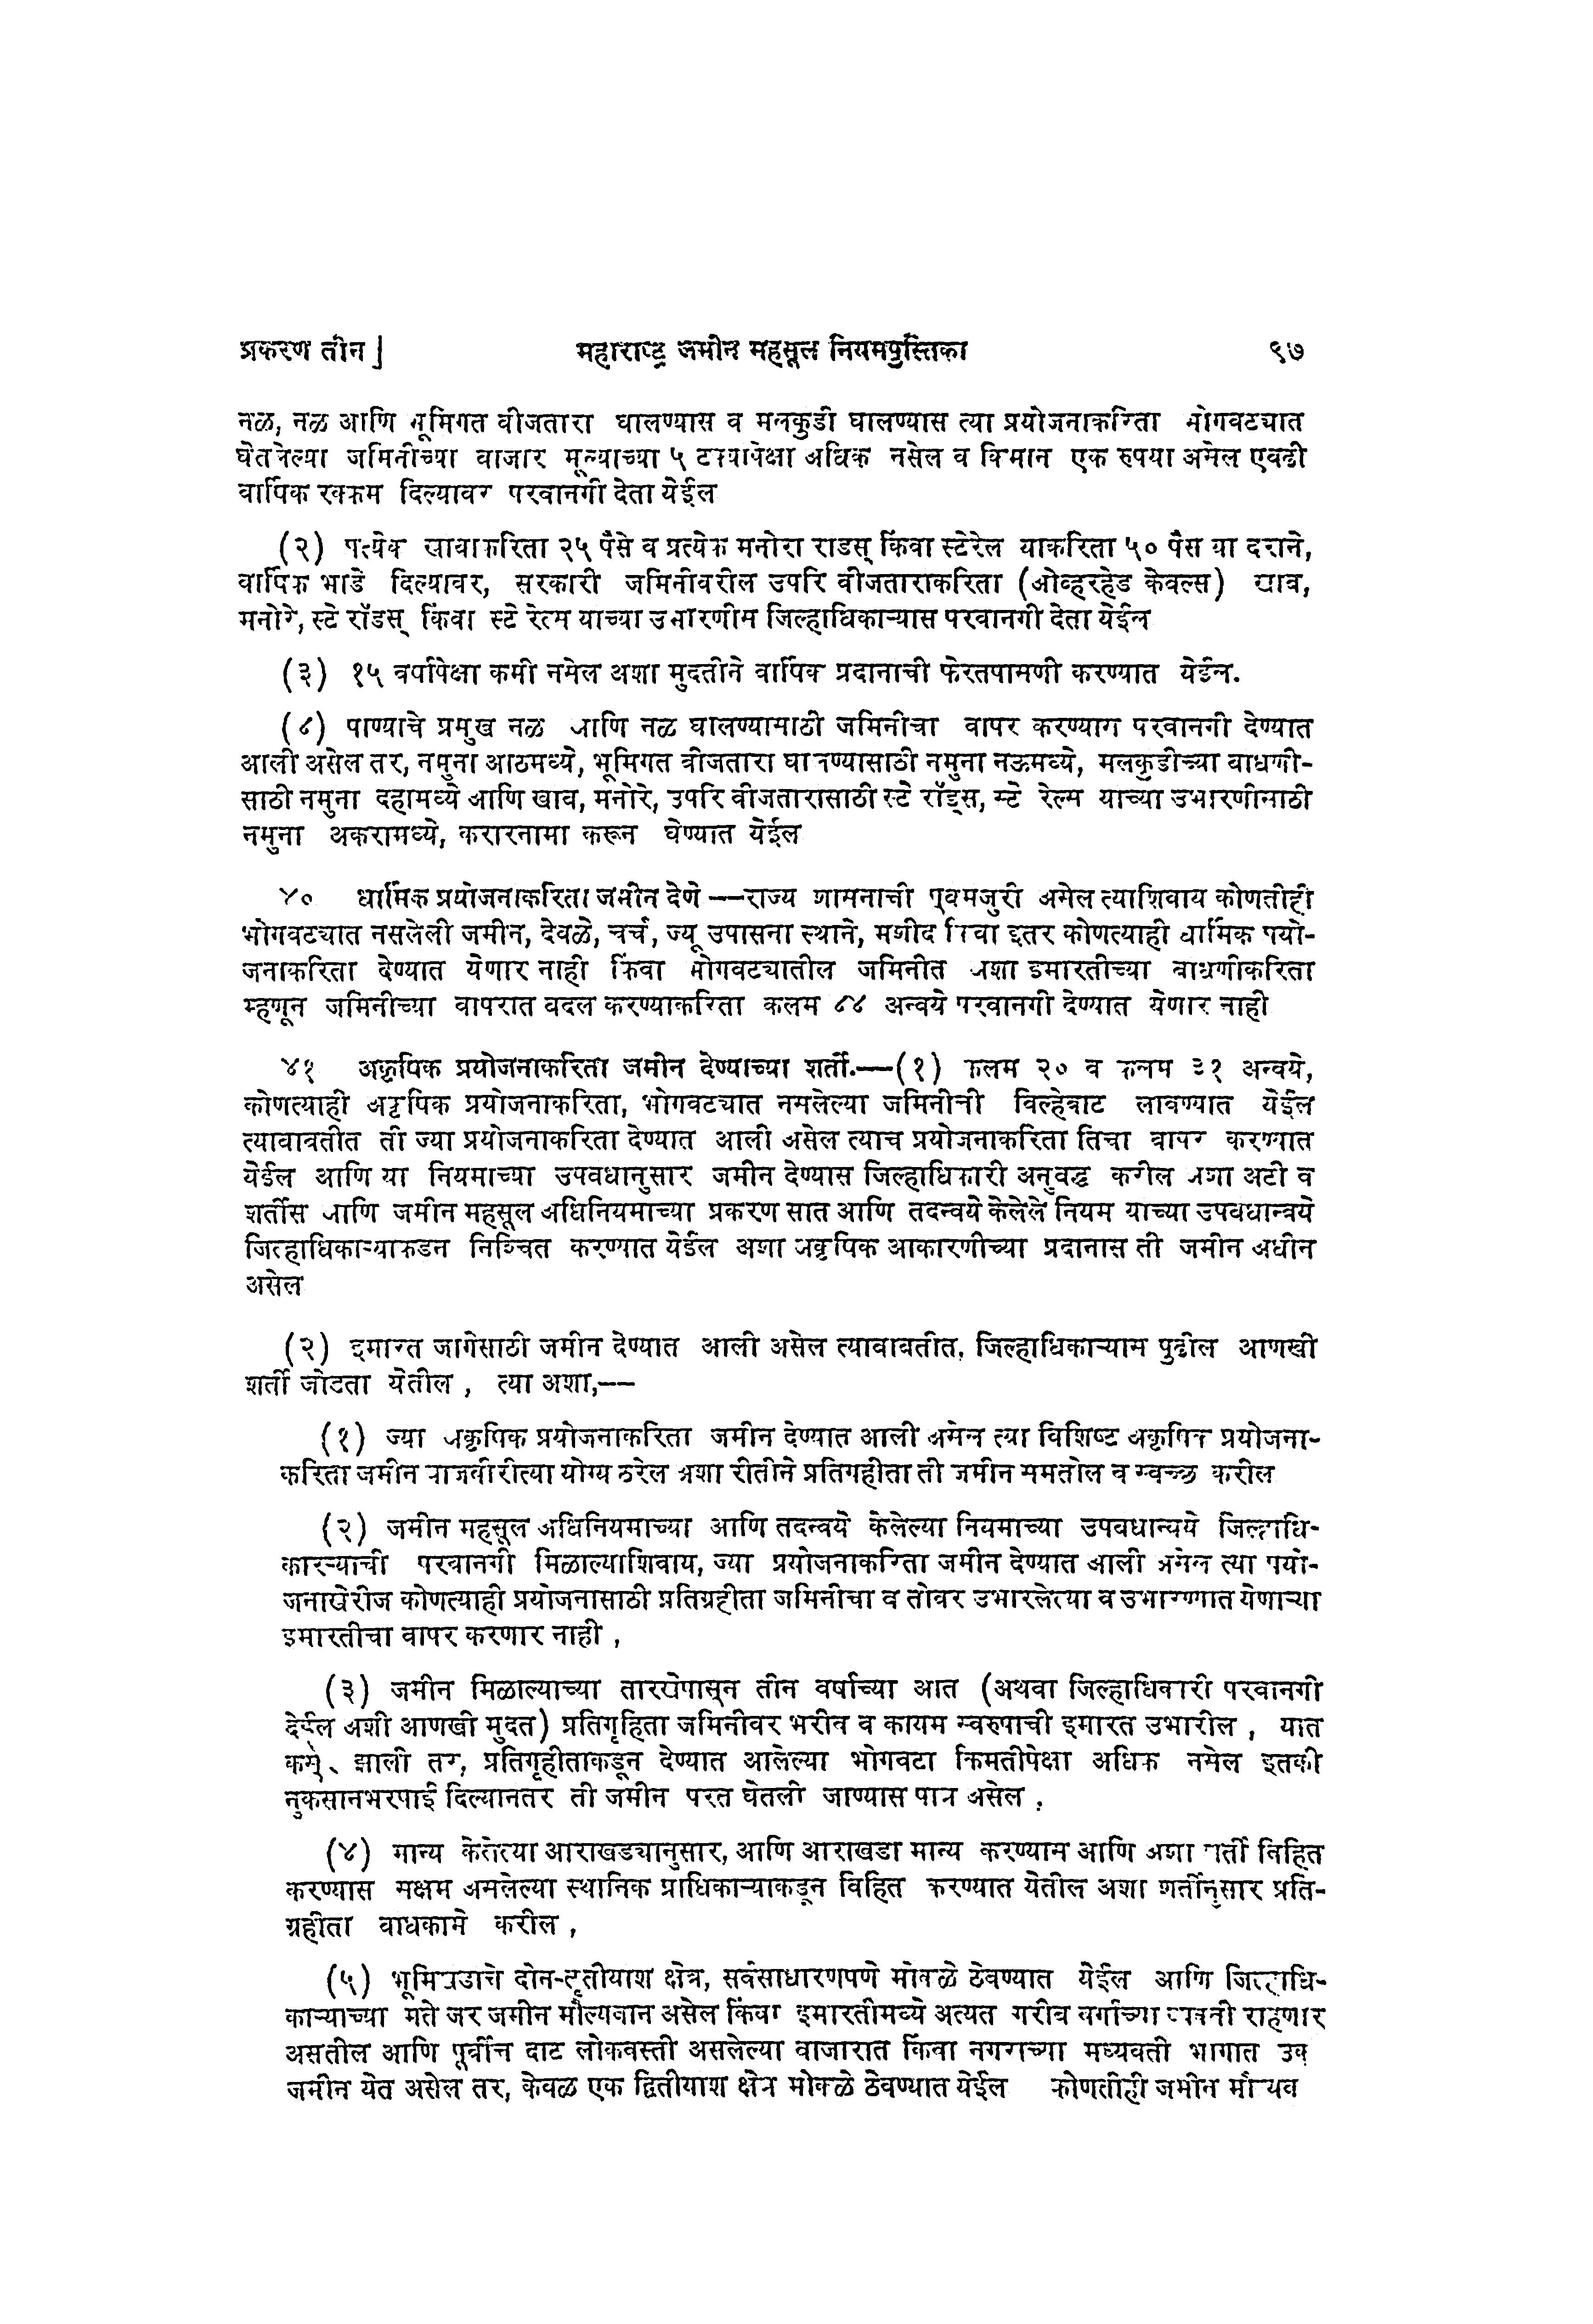 प्रकरण तीन] महाराष्ट्र जमीन महसूल नियमपुस्तिका ९७
नळ, नळ आणि भूमिगत वीजतारा घालण्यास व मलकुडी घालण्यास त्या प्रयोजनाकरिता भोगवट्यात
घेतलेल्या जमिनीच्या बाजार मूल्याच्या ५ टक्यापेक्षा अधिक नसेल व किमान एक रुपया असेल एवढी
वार्षिक रक्कम दिल्यावर परवानगी देता येईल
(२) प्रत्येक खावाकरिता २५ पैसे व प्रत्येक मनोरा राडस् किंवा स्टेरेल याकरिता ५० पैस या दराने,
वार्षिक भाडे दिल्यावर, सरकारी जमिनीवरील उपरि वीजताराकरिता (ओव्हरहेड केबल्स) खाव,
मनोरे, स्टे रॉडस् किंवा स्टे रेल्स याच्या उभारणीस जिल्हाधिकाऱ्यास परवानगी देता येईल
(३) १५ वर्षापेक्षा कमी नसेल अशा मुदतीने वार्षिक प्रदानाची फेरतपासणी करण्यात येईल.
(४) पाण्याचे प्रमुख नळ आणि नळ घालण्यासाठी जमिनीचा वापर करण्यास परवानगी देण्यात
आली असेल तर, नमुना आठमध्ये, भूमिगत वीजतारा घालण्यासाठी नमुना नऊमध्ये, मलकुडीच्या बाधणी-
साठी नमुना दहामध्ये आणि खाव, मनोरे, उपरि वीजतारासाठी स्टे रॉड्स, स्टे रेल्स याच्या उभारणीसाठी
नमुना अकरामध्ये, करारनामा करून घेण्यात येईल
४० धार्मिक प्रयोजनाकरिता जमीन देणे —राज्य शासनाची पूर्वमजुरी असेल त्याशिवाय कोणतीही
भोगवट्यात नसलेली जमीन, देवळे, चर्च, ज्यू उपासना स्थाने, मशीद किंवा इतर कोणत्याही धार्मिक प्रयो-
जनाकरिता देण्यात येणार नाही किंवा भोगवट्यातील जमिनीत अशा इमारतीच्या बाधणीकरिता
म्हणून जमिनीच्या वापरात बदल करण्याकरिता कलम ४४ अन्वये परवानगी देण्यात येणार नाही
४१ अकृषिक प्रयोजनाकरिता जमीन देण्याच्या शर्ती.—(१) कलम २० व कलम ३१ अन्वये,
कोणत्याही अकृषिक प्रयोजनाकरिता, भोगवट्यात नसलेल्या जमिनीची विल्हेवाट लावण्यात येईल
त्याबाबतीत ती ज्या प्रयोजनाकरिता देण्यात आली असेल त्याच प्रयोजनाकरिता तिचा वापर करण्यात
येईल आणि या नियमाच्या उपबधानुसार जमीन देण्यास जिल्हाधिकारी अनुबद्ध करील अशा अटी व
शर्तीस आणि जमीन महसूल अधिनियमाच्या प्रकरण सात आणि तदन्वये केलेले नियम याच्या उपबधान्वये
जिल्हाधिकाऱ्याकडन निश्चित करण्यात येईल अशा अकृषिक आकारणीच्या प्रदानास ती जमीन अधीन
असेल
(२) इमारत जागेसाठी जमीन देण्यात आली असेल त्याबाबतीत, जिल्हाधिकाऱ्यास पुढील आणखी
शर्ती जोडता येतील , त्या अशा,——
(१) ज्या अकृषिक प्रयोजनाकरिता जमीन देण्यात आली असेल त्या विशिष्ट अकृषिक प्रयोजना-
करिता जमीन वाजवीरीत्या योग्य ठरेल अशा रीतीने प्रतिग्रहीता ती जमीन समतोल व स्वच्छ करील
(२) जमीन महसूल अधिनियमाच्या आणि तदन्वये केलेल्या नियमाच्या उपबधान्वये जिल्हाधि-
काऱ्याची परवानगी मिळाल्याशिवाय, ज्या प्रयोजनाकरिता जमीन देण्यात आली असेल त्या प्रयो-
जनाखेरीज कोणत्याही प्रयोजनासाठी प्रतिग्रहीता जमिनीचा व तीवर उभारलेल्या व उभारण्यात येणाऱ्या
इमारतीचा वापर करणार नाही ,
(३) जमीन मिळाल्याच्या तारखेपासून तीन वर्षाच्या आत (अथवा जिल्हाधिकारी परवानगी
देईल अशी आणखी मुदत) प्रतिगृहिता जमिनीवर भरीव व कायम स्वरुपाची इमारत उभारील , यात
कसूर झाली तर, प्रतिगृहीताकडून देण्यात आलेल्या भोगवटा किमतीपेक्षा अधिक नसेल इतकी
नुकसानभरपाई दिल्यानतर ती जमीन परत घेतली जाण्यास पात्र असेल ,
(४) मान्य केलेल्या आराखड्यानुसार, आणि आराखडा मान्य करण्यास आणि अशा शर्ती विहित
करण्यास सक्षम असलेल्या स्थानिक प्राधिकाऱ्याकडून विहित करण्यात येतील अशा शर्तीनुसार प्रति-
ग्रहीता बाधकामे करील ,
(५) भूमिखडाचे दोन-तृतीयाश क्षेत्र, सर्वसाधारणपणे मोकळे ठेवण्यात येईल आणि जिल्हाधि-
काऱ्याच्या मते जर जमीन मौल्यवान असेल किंवा इमारतीमध्ये अत्यत गरीब वर्गाच्या राहणार
असतील आणि पूर्वीच दाट लोकवस्ती असलेल्या बाजारात किंवा नगराच्या मध्यवर्ती भागात
जमीन येत असेल तर, केवळ एक द्वितीयाश क्षेत्र मोकळे ठेवण्यात येईल कोणतीही जमीन